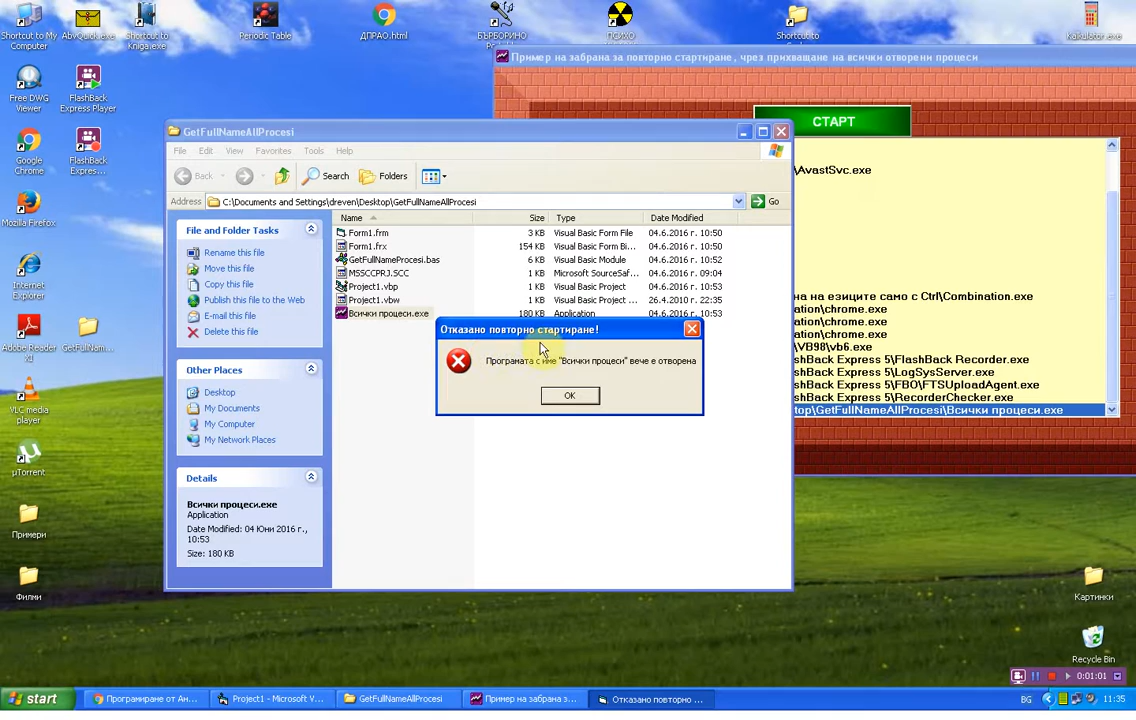 Shortcut to My Computer
AbvQuick.exe
Shortcut to Kniga.exe
Periodic Table
ДПРАО.html
БЪРБОРИНО
ПСИХО
Shortcut to
Kalkulator.exe
Free DWG Viewer
FlashBack Express Player
Google Chrome
FlashBack Expres...
Mozilla Firefox
Internet Explorer
Adobe Reader XI
GetFullNam...
VLC media player
µTorrent
Примери
Филми
Картинки
Recycle Bin
Пример на забрана за повторно стартиране , чрез прихващане на всички отворени процеси
СТАРТ
\AvastSvc.exe
на на езиците само с Ctrl\Combination.exe
ation\chrome.exe
ation\chrome.exe
ation\chrome.exe
\VB98\vb6.exe
shBack Express 5\FlashBack Recorder.exe
shBack Express 5\LogSysServer.exe
shBack Express 5\FBO\FTSUploadAgent.exe
shBack Express 5\RecorderChecker.exe
top\GetFullNameAllProcesi\Всички процеси.exe
GetFullNameAllProcesi
File Edit View Favorites Tools Help
Back Search Folders
Address C:\Documents and Settings\dreven\Desktop\GetFullNameAllProcesi Go
File and Folder Tasks
Rename this file
Move this file
Copy this file
Publish this file to the Web
E-mail this file
Delete this file
Other Places
Desktop
My Documents
My Computer
My Network Places
Details
Всички процеси.exe
Application
Date Modified: 04 Юни 2016 г.,
10:53
Size: 180 KB
Name Size Type Date Modified
Form1.frm 3 KB Visual Basic Form File 04.6.2016 г. 10:50
Form1.frx 154 KB Visual Basic Form Bi... 04.6.2016 г. 10:50
GetFullNameProcesi.bas 6 KB Visual Basic Module 04.6.2016 г. 10:52
MSSCCPRJ.SCC 1 KB Microsoft SourceSaf... 04.6.2016 г. 09:04
Project1.vbp 1 KB Visual Basic Project 04.6.2016 г. 10:50
Project1.vbw 1 KB Visual Basic Project ... 26.4.2010 г. 22:35
Всички процеси.exe 180 KB Application 04.6.2016 г. 10:53
Отказано повторно стартиране!
Програната с име "Всички процеси" вече е отворена
OK
start
Програмиране от Ан...
Project1 - Microsoft V...
GetFullNameAllProcesi
Пример на забрана з...
Отказано повторно ...
0:01:01
BG
11:35